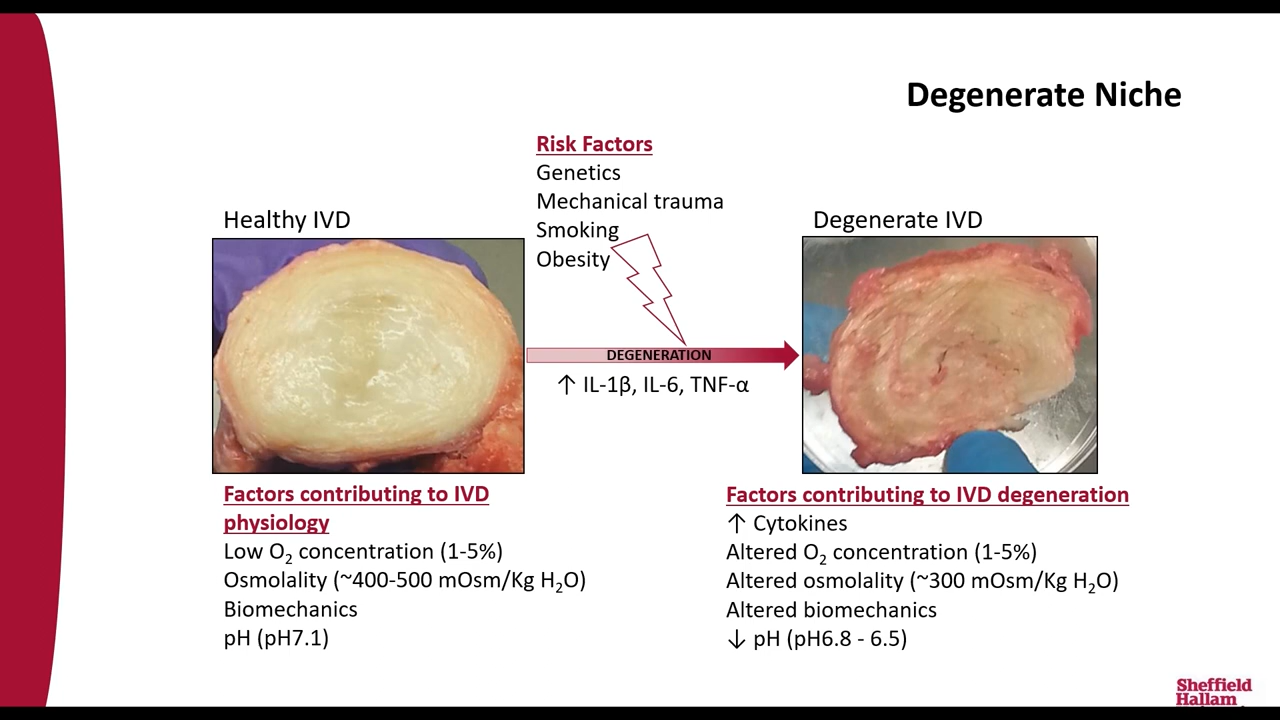 Degenerate Niche
Risk Factors
Genetics
Mechanical trauma
Smoking
Obesity
Healthy IVD
Degenerate IVD
DEGENERATION
↑ IL-1β, IL-6, TNF-α
Factors contributing to IVD
physiology
Low O₂ concentration (1-5%)
Osmolality (~400-500 mOsm/Kg H₂O)
Biomechanics
pH (pH7.1)
Factors contributing to IVD degeneration
↑ Cytokines
Altered O₂ concentration (1-5%)
Altered osmolality (~300 mOsm/Kg H₂O)
Altered biomechanics
↓ pH (pH6.8 - 6.5)
Sheffield
Hallam